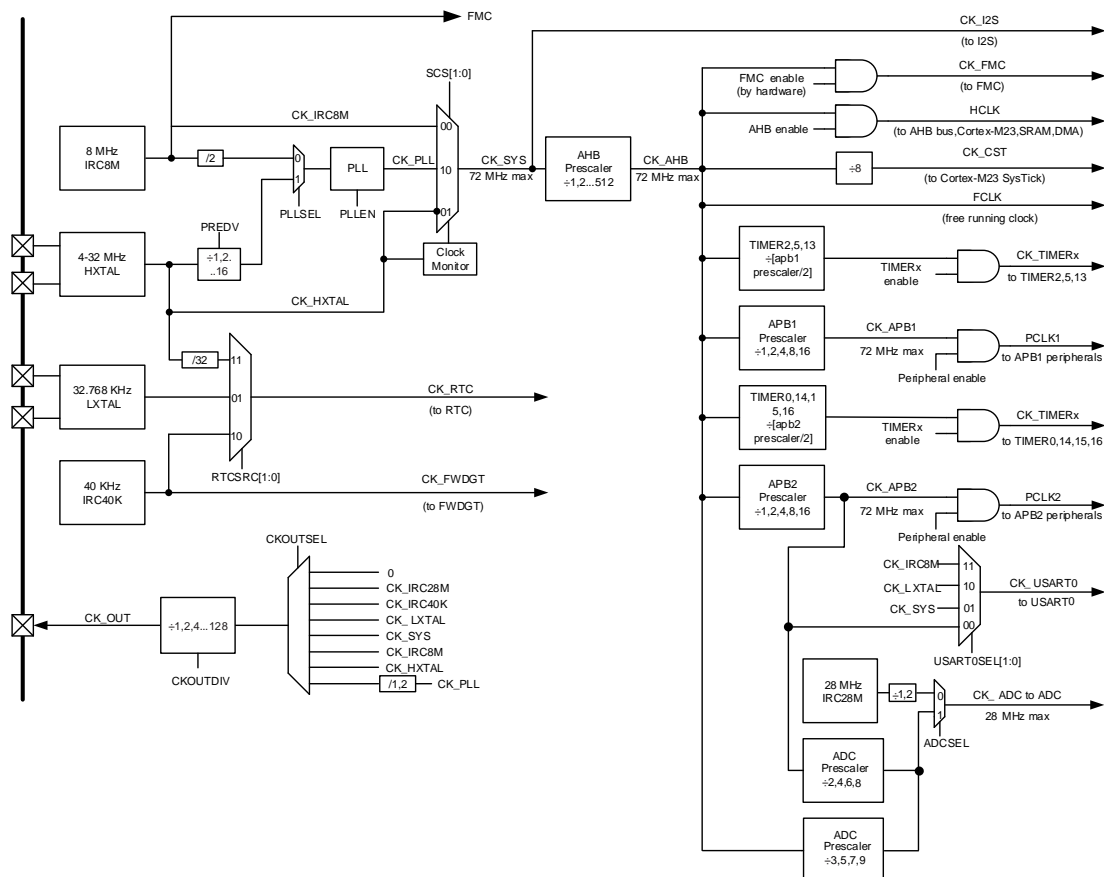 FMC
CK_I2S
(to I2S)
SCS[1:0]
FMC enable
(by hardware)
CK_FMC
(to FMC)
CK_IRC8M
00
AHB enable
HCLK
(to AHB bus,Cortex-M23,SRAM,DMA)
8 MHz
IRC8M
/2
0
1
PLLSEL
PLL
PLLEN
CK_PLL
10
01
CK_SYS
72 MHz max
AHB
Prescaler
÷1,2...512
CK_AHB
72 MHz max
÷8
CK_CST
(to Cortex-M23 SysTick)
FCLK
(free running clock)
PREDV
÷1,2.
..16
4-32 MHz
HXTAL
Clock
Monitor
TIMER2,5,13
÷[apb1
prescaler/2]
TIMERx
enable
CK_TIMERx
to TIMER2,5,13
CK_HXTAL
/32
11
01
10
RTCSRC[1:0]
APB1
Prescaler
÷1,2,4,8,16
CK_APB1
72 MHz max
Peripheral enable
PCLK1
to APB1 peripherals
32.768 KHz
LXTAL
CK_RTC
(to RTC)
TIMER0,14,1
5,16
÷[apb2
prescaler/2]
TIMERx
enable
CK_TIMERx
to TIMER0,14,15,16
40 KHz
IRC40K
CK_FWDGT
(to FWDGT)
APB2
Prescaler
÷1,2,4,8,16
CK_APB2
72 MHz max
Peripheral enable
PCLK2
to APB2 peripherals
CKOUTSEL
0
CK_IRC28M
CK_IRC40K
CK_ LXTAL
CK_SYS
CK_IRC8M
CK_HXTAL
/1,2
CK_PLL
CK_OUT
÷1,2,4...128
CKOUTDIV
CK_IRC8M
CK_LXTAL
CK_SYS
11
10
01
00
USART0SEL[1:0]
CK_USART0
to USART0
28 MHz
IRC28M
÷1,2
0
1
ADCSEL
CK_ ADC to ADC
28 MHz max
ADC
Prescaler
÷2,4,6,8
ADC
Prescaler
÷3,5,7,9